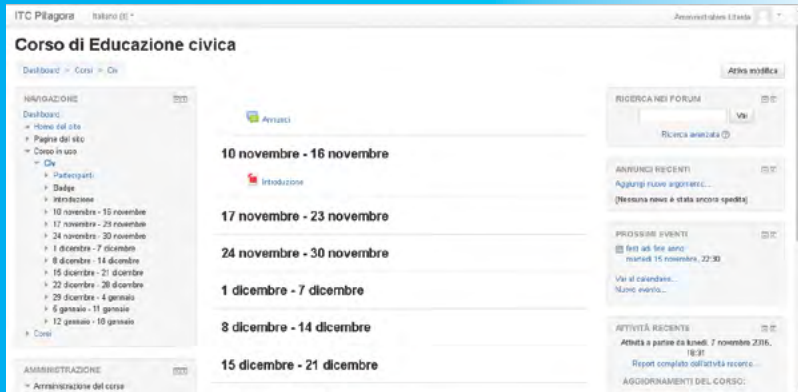 ITC Pitagora Italiano (it)
Amministratore Utente
Corso di Educazione civica
Dashboard Corsi Civ
Attiva modifica
NAVIGAZIONE
Dashboard
Home del sito
Pagine del sito
Corso in uso
Civ
Partecipanti
Badge
Introduzione
10 novembre - 16 novembre
17 novembre - 23 novembre
24 novembre - 30 novembre
1 dicembre - 7 dicembre
8 dicembre - 14 dicembre
15 dicembre - 21 dicembre
22 dicembre - 28 dicembre
29 dicembre - 4 gennaio
5 gennaio - 11 gennaio
12 gennaio - 18 gennaio
Corsi
AMMINISTRAZIONE
Amministrazione del corso
Annunci
10 novembre - 16 novembre
Introduzione
17 novembre - 23 novembre
24 novembre - 30 novembre
1 dicembre - 7 dicembre
8 dicembre - 14 dicembre
15 dicembre - 21 dicembre
RICERCA NEI FORUM
Vai
Ricerca avanzata
ANNUNCI RECENTI
Aggiungi nuovo argomento...
(Nessuna news è stata ancora spedita)
PROSSIMI EVENTI
fine anno
martedì 15 novembre, 22:30
Vai al calendario...
Nuovo evento...
ATTIVITÀ RECENTE
Attività a partire da lunedì, 7 novembre 2016,
18:31
Report completo dell'attività recente...
AGGIORNAMENTI DEL CORSO: